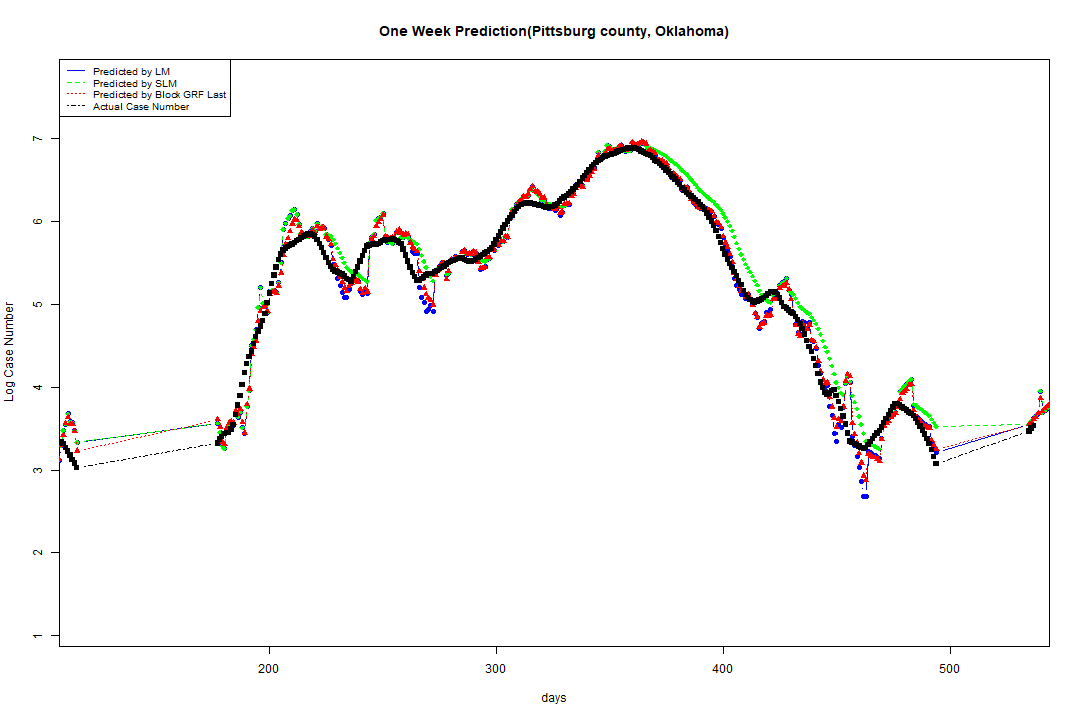 One Week Prediction(Pittsburg county, Oklahoma)
Predicted by LM
Predicted by SLM
Predicted by Block GRF Last
Actual Case Number
7
6
5
4
3
2
1
Log Case Number
200 300 400 500
days